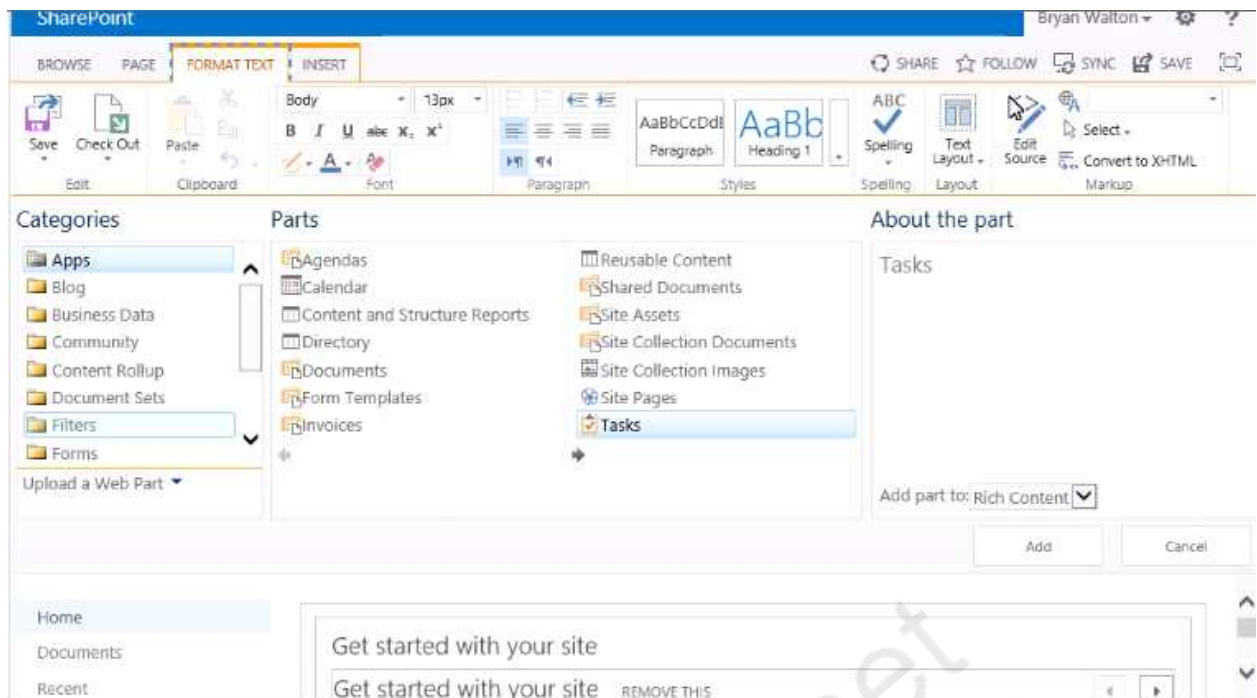 SharePoint
Bryan Walton ?
BROWSE PAGE FORMAT TEXT INSERT SHARE FOLLOW SYNC SAVE
Body 13px
B I U abc X₂ X²
A
Save Check Out Paste
AaBbCcDdE Paragraph
AaBb Heading 1
ABC Spelling
Text Layout
Edit Source
Select
Convert to XHTML
Edit Clipboard Font Paragraph Styles Spelling Layout Markup
Categories Parts About the part
Apps Agendas Reusable Content Tasks
Blog Calendar Shared Documents
Business Data Content and Structure Reports Site Assets
Community Directory Site Collection Documents
Content Rollup Documents Site Collection Images
Document Sets Form Templates Site Pages
Filters Invoices Tasks
Forms
Upload a Web Part
Add part to: Rich Content
Add Cancel
Home
Documents
Recent
Get started with your site
Get started with your site REMOVE THIS